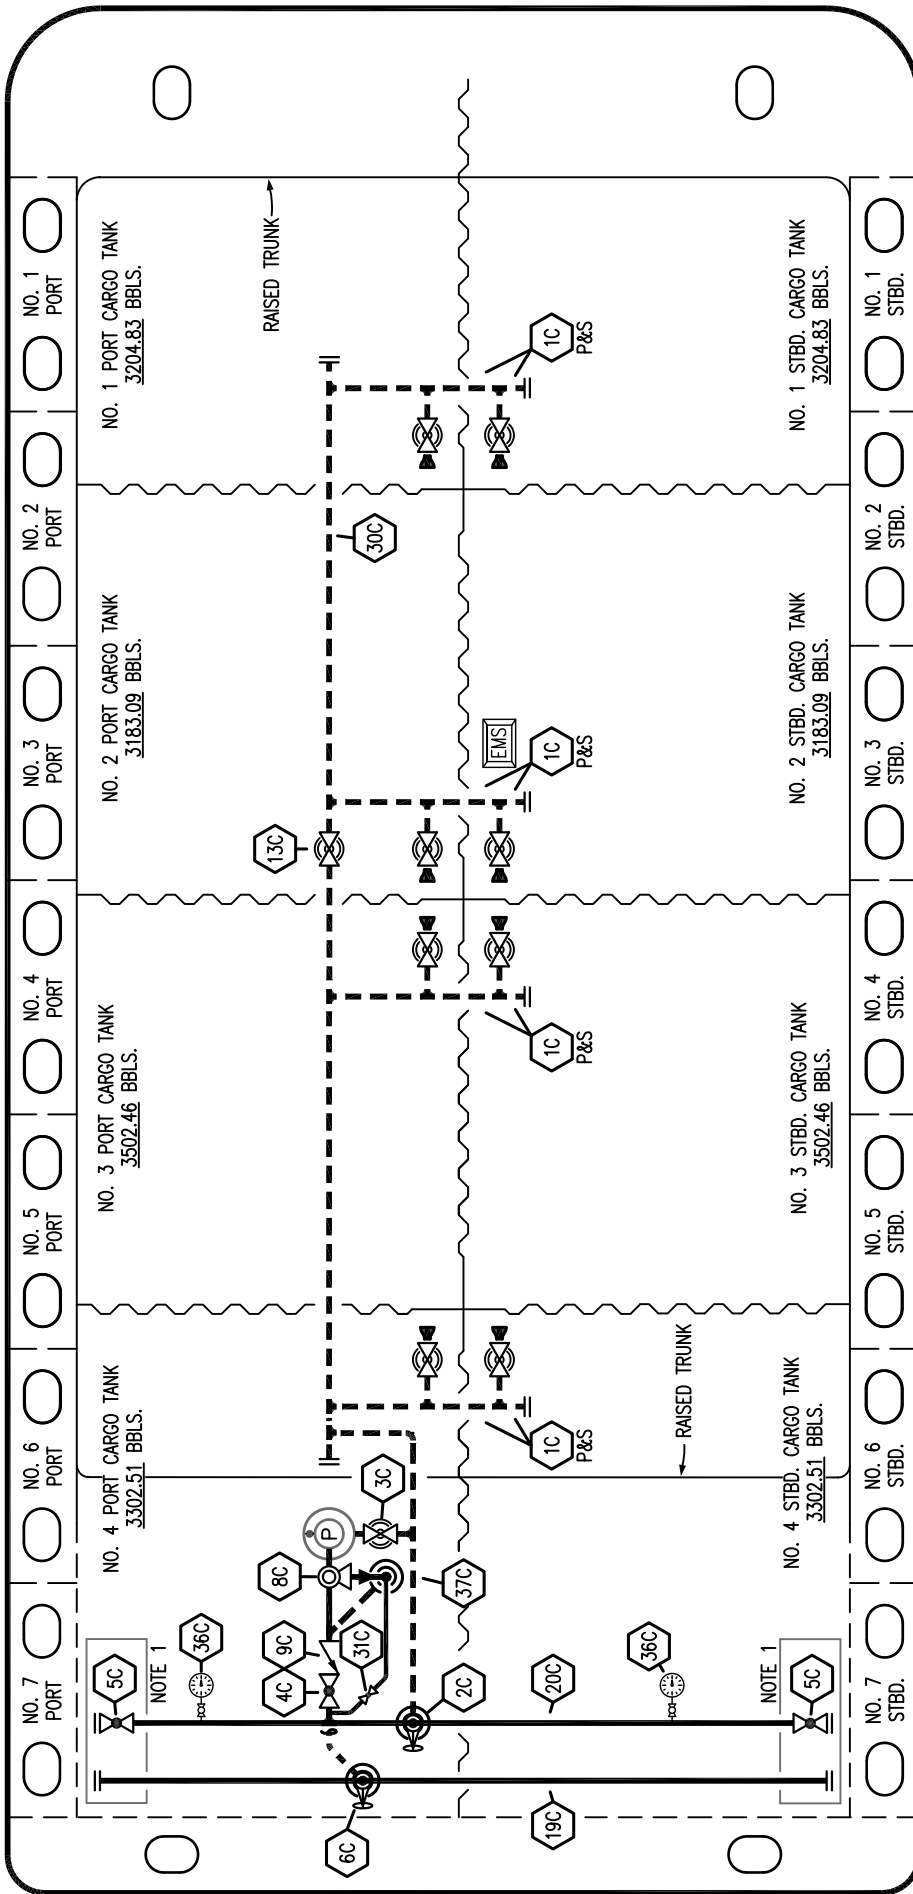 NO. 1
PORT
NO. 2
PORT
NO. 3
PORT
NO. 4
PORT
NO. 5
PORT
NO. 6
PORT
NO. 7
PORT
NO. 1 PORT CARGO TANK
3204.83 BBLS.
NO. 2 PORT CARGO TANK
3183.09 BBLS.
NO. 3 PORT CARGO TANK
3502.46 BBLS.
NO. 4 PORT CARGO TANK
3302.51 BBLS.
RAISED TRUNK
30C
13C
1C
P&S
EMS
1C
P&S
1C
P&S
1C
P&S
RAISED TRUNK
P
3C
8C
9C
4C
31C
37C
2C
36C
5C
NOTE 1
6C
20C
19C
36C
NOTE 1
5C
NO. 1 STBD. CARGO TANK
3204.83 BBLS.
NO. 2 STBD. CARGO TANK
3183.09 BBLS.
NO. 3 STBD. CARGO TANK
3502.46 BBLS.
NO. 4 STBD. CARGO TANK
3302.51 BBLS.
NO. 1
STBD.
NO. 2
STBD.
NO. 3
STBD.
NO. 4
STBD.
NO. 5
STBD.
NO. 6
STBD.
NO. 7
STBD.